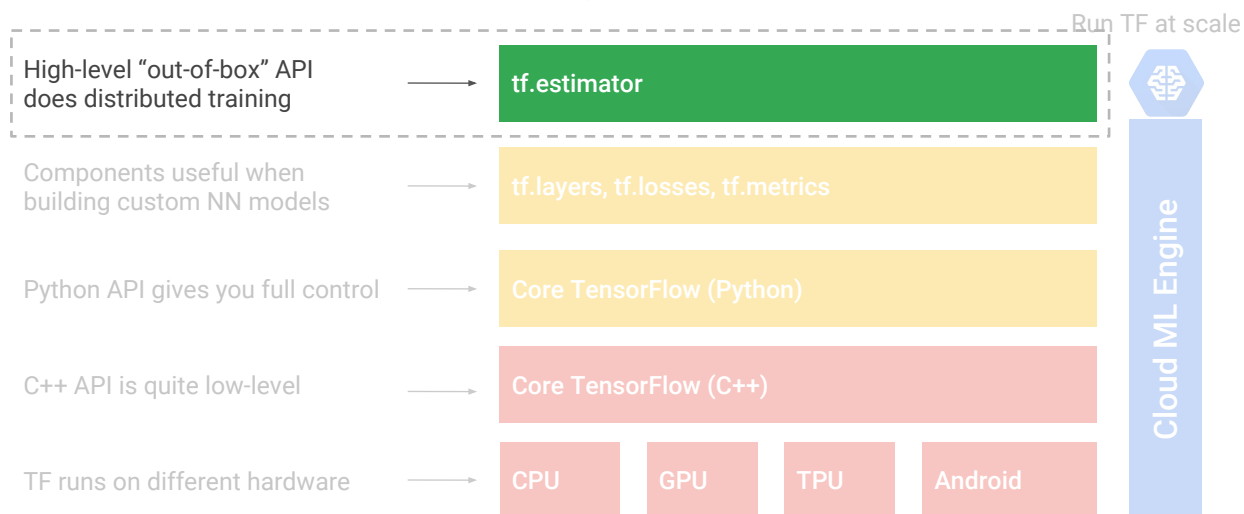 Run TF at scale
High-level “out-of-box” API
does distributed training
tf.estimator
Components useful when
building custom NN models
tf.layers, tf.losses, tf.metrics
Python API gives you full control
Core TensorFlow (Python)
C++ API is quite low-level
Core TensorFlow (C++)
TF runs on different hardware
CPU
GPU
TPU
Android
Cloud ML Engine